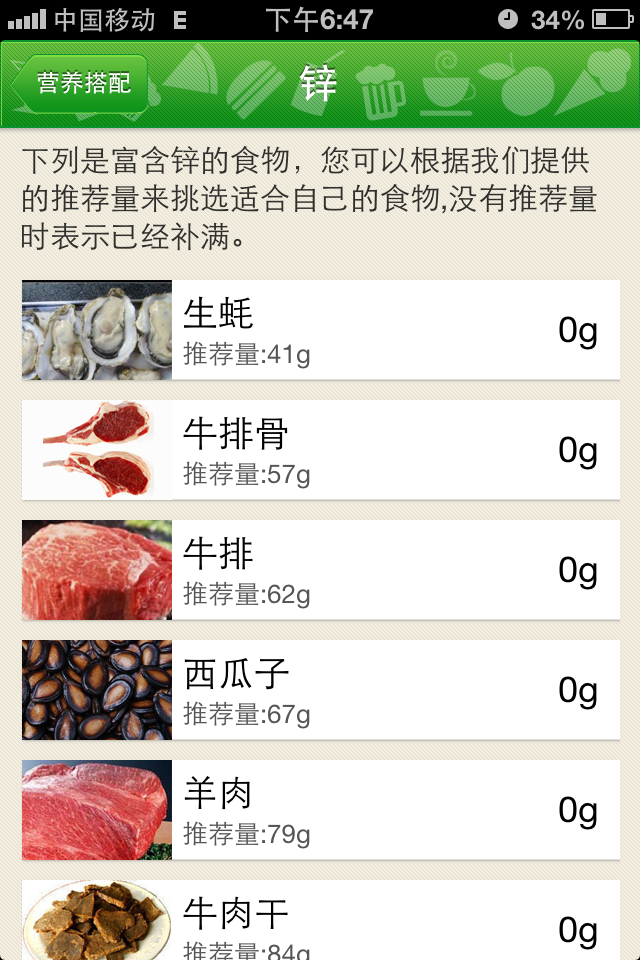 中国移动 E 下午6:47 34%
营养搭配 锌
下列是富含锌的食物，您可以根据我们提供
的推荐量来挑选适合自己的食物,没有推荐量
时表示已经补满。
生蚝
推荐量:41g
0g
牛排骨
推荐量:57g
0g
牛排
推荐量:62g
0g
西瓜子
推荐量:67g
0g
羊肉
推荐量:79g
0g
牛肉干
推荐量:84g
0g